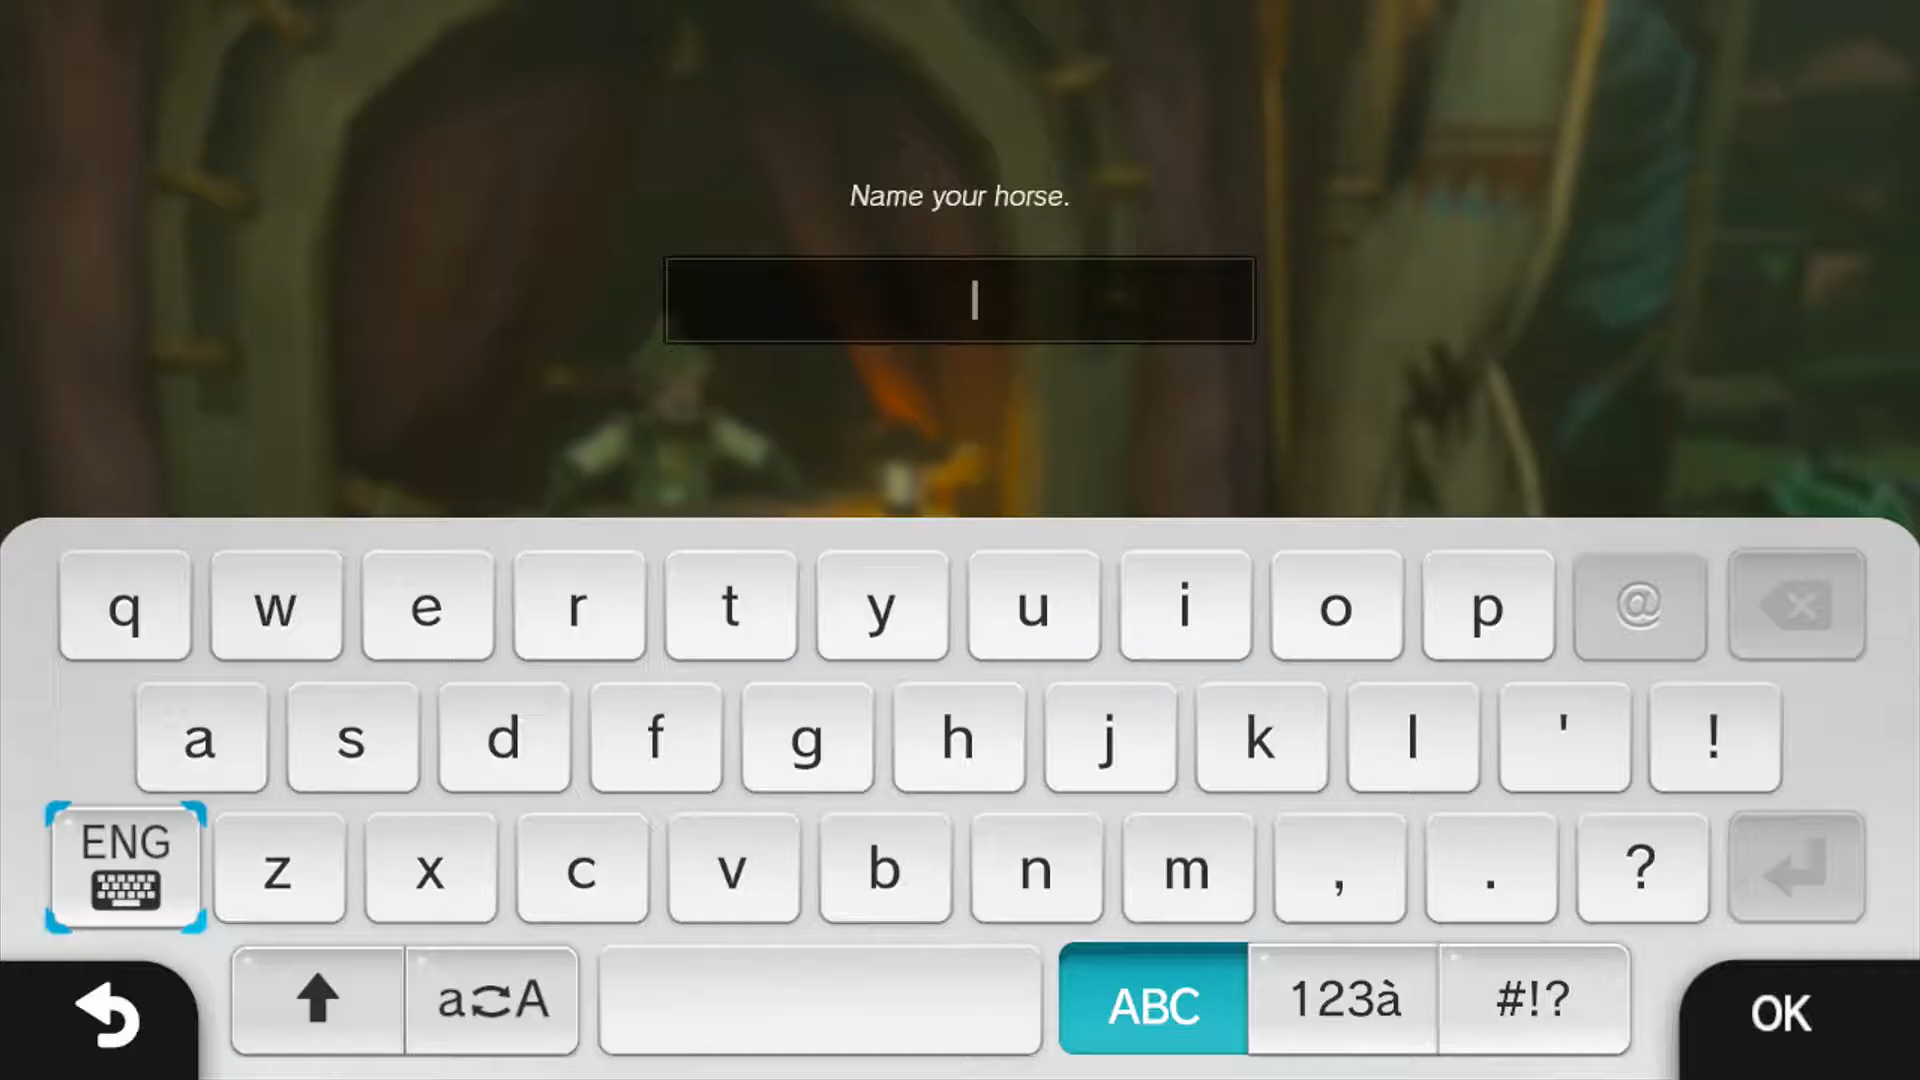 Name your horse.
q w e r t y u i o p @
a s d f g h j k l ' !
ENG z x c v b n m , . ?
a A ABC 123à #!? OK